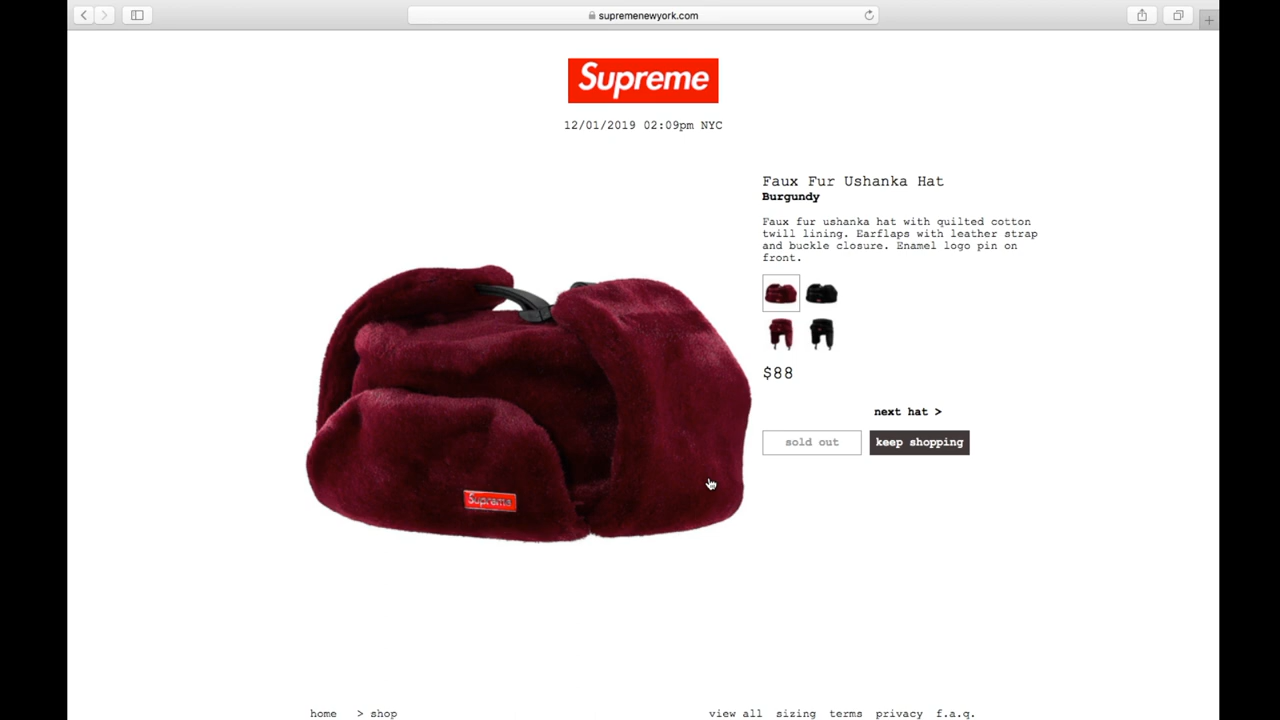 supremenewyork.com
Supreme
12/01/2019 02:09pm NYC
Faux Fur Ushanka Hat
Burgundy
Faux fur ushanka hat with quilted cotton
twill lining. Earflaps with leather strap
and buckle closure. Enamel logo pin on
front.
$88
next hat >
sold out
keep shopping
Supreme
home > shop
view all sizing terms privacy f.a.q.